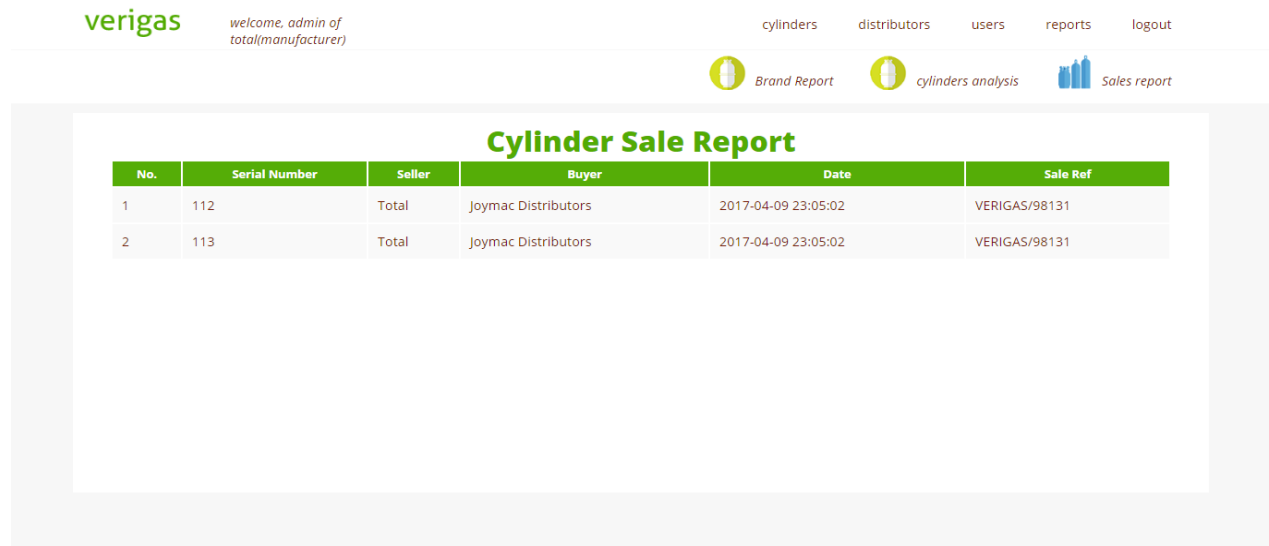 verigas
welcome, admin of
total(manufacturer)
cylinders distributors users reports logout
Brand Report cylinders analysis Sales report
Cylinder Sale Report
No. Serial Number Seller Buyer Date Sale Ref
1 112 Total Joymac Distributors 2017-04-09 23:05:02 VERIGAS/98131
2 113 Total Joymac Distributors 2017-04-09 23:05:02 VERIGAS/98131